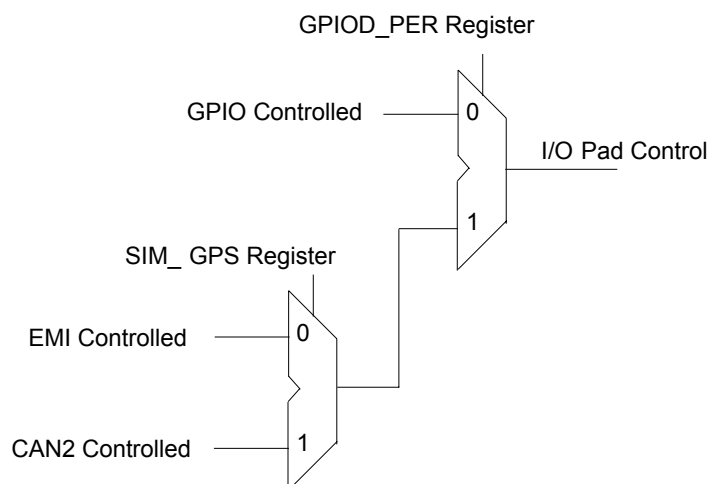 GPIOD_PER Register
GPIO Controlled
0
I/O Pad Control
1
SIM_ GPS Register
EMI Controlled
0
CAN2 Controlled
1